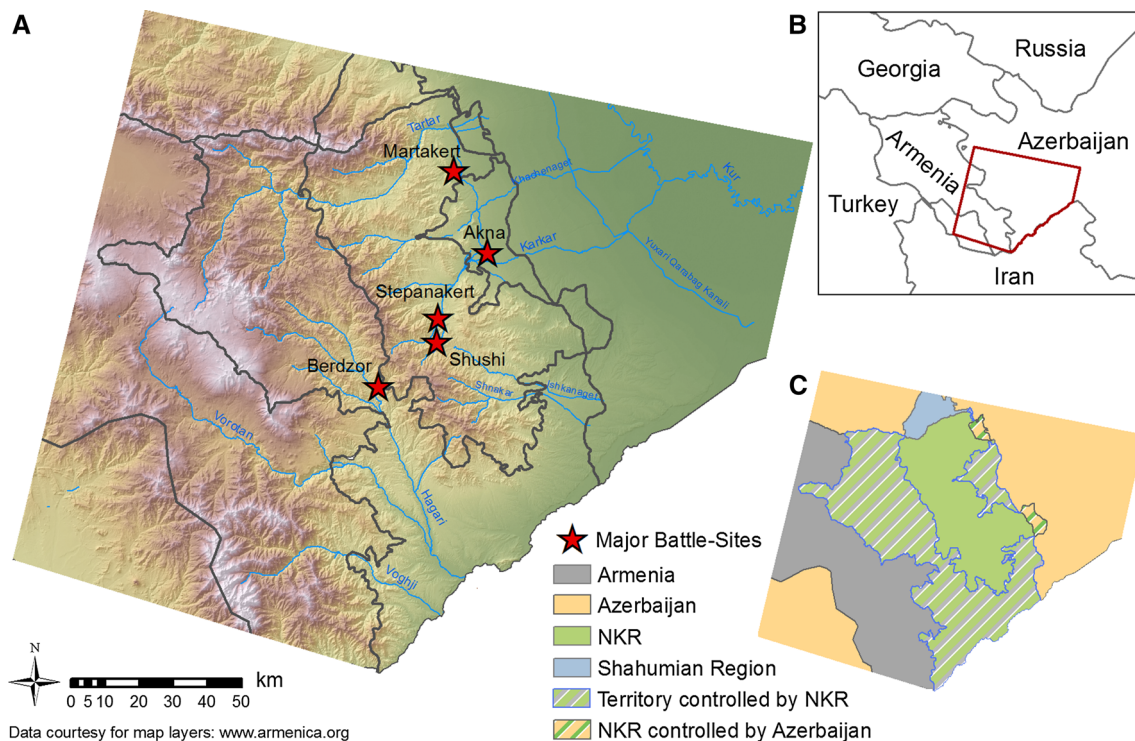 A
Tartar
Martakert
Khachenaget
Kur
Akna
Karkar
Yuxari Qarabag Kanali
Stepanakert
Shushi
Berdzor
Shnakar
Ishkanaget
Vorotan
Hagari
Voghji
N
0 5 10 20 30 40 50
km
Data courtesy for map layers: www.armenica.org
B
Russia
Georgia
Azerbaijan
Armenia
Turkey
Iran
C
Major Battle-Sites
Armenia
Azerbaijan
NKR
Shahumian Region
Territory controlled by NKR
NKR controlled by Azerbaijan